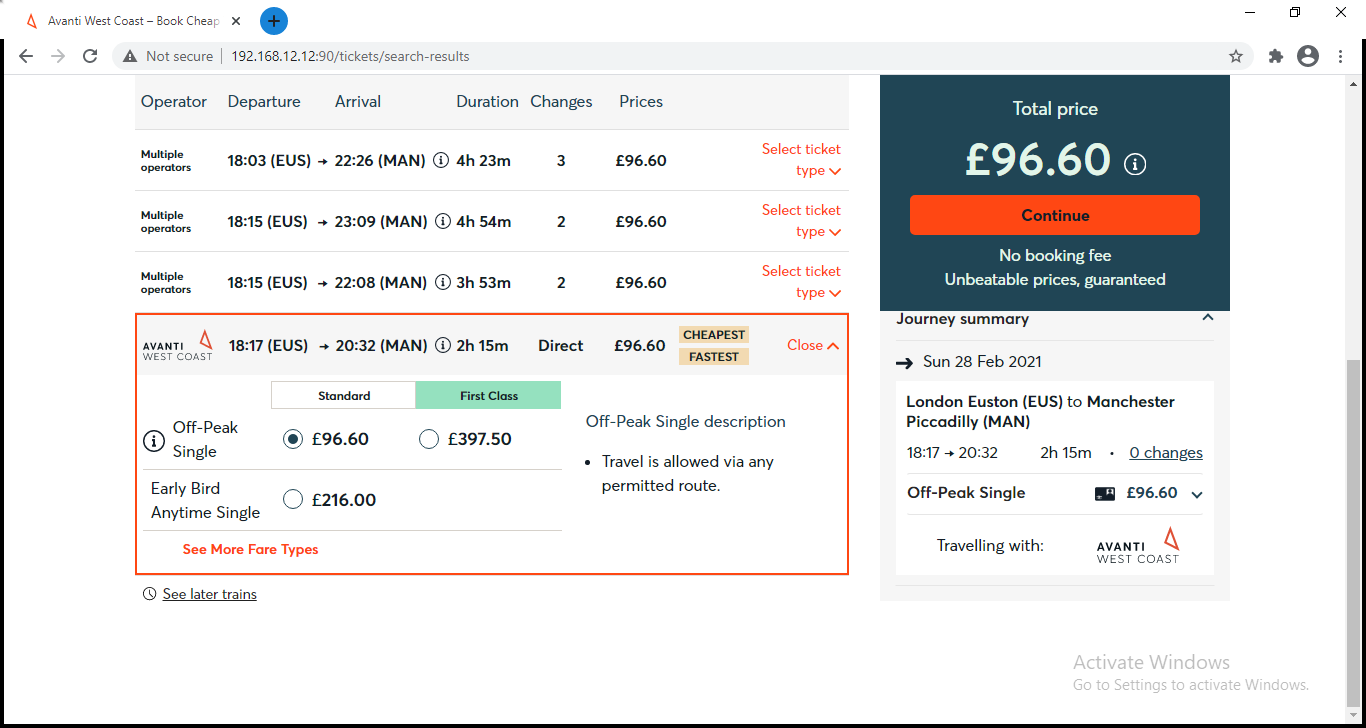 Avanti West Coast – Book Cheap
Not secure
192.168.12.12:90/tickets/search-results
Operator Departure Arrival Duration Changes Prices
Multiple operators 18:03 (EUS) → 22:26 (MAN) 4h 23m 3 £96.60 Select ticket type
Multiple operators 18:15 (EUS) → 23:09 (MAN) 4h 54m 2 £96.60 Select ticket type
Multiple operators 18:15 (EUS) → 22:08 (MAN) 3h 53m 2 £96.60 Select ticket type
AVANTI WEST COAST 18:17 (EUS) → 20:32 (MAN) 2h 15m Direct £96.60 CHEAPEST FASTEST Close
Standard First Class
Off-Peak Single £96.60 £397.50
Early Bird Anytime Single £216.00
See More Fare Types
Off-Peak Single description
• Travel is allowed via any
permitted route.
See later trains
Total price
£96.60
Continue
No booking fee
Unbeatable prices, guaranteed
Journey summary
→ Sun 28 Feb 2021
London Euston (EUS) to Manchester
Piccadilly (MAN)
18:17 → 20:32 2h 15m • 0 changes
Off-Peak Single £96.60
Travelling with: AVANTI WEST COAST
Activate Windows
Go to Settings to activate Windows.